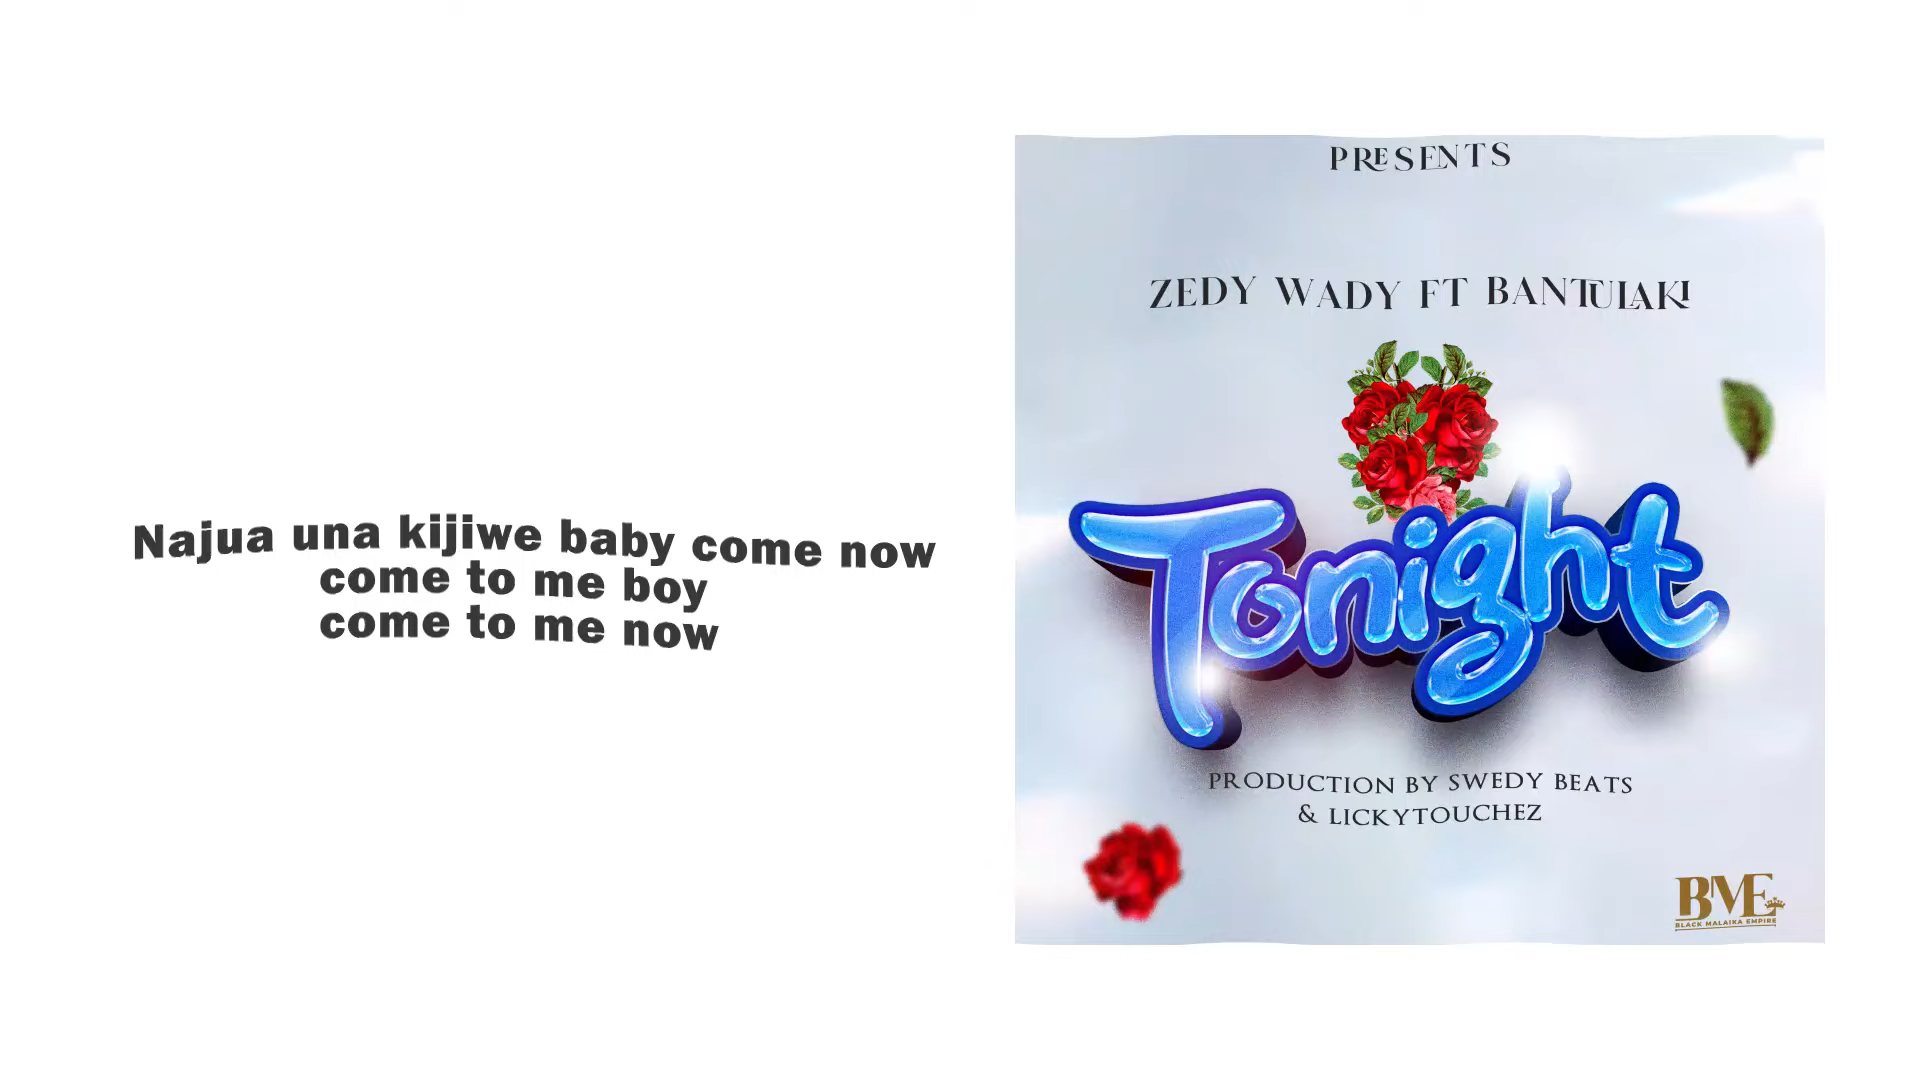 Najua una kijiwe baby come now
come to me boy
come to me now
PRESENTS
ZEDY WADY FT BANTULAKI
Tonight
PRODUCTION BY SWEDY BEATS
& LICKYTOUCHEZ
BME
BLACK MALAIKA EMPIRE